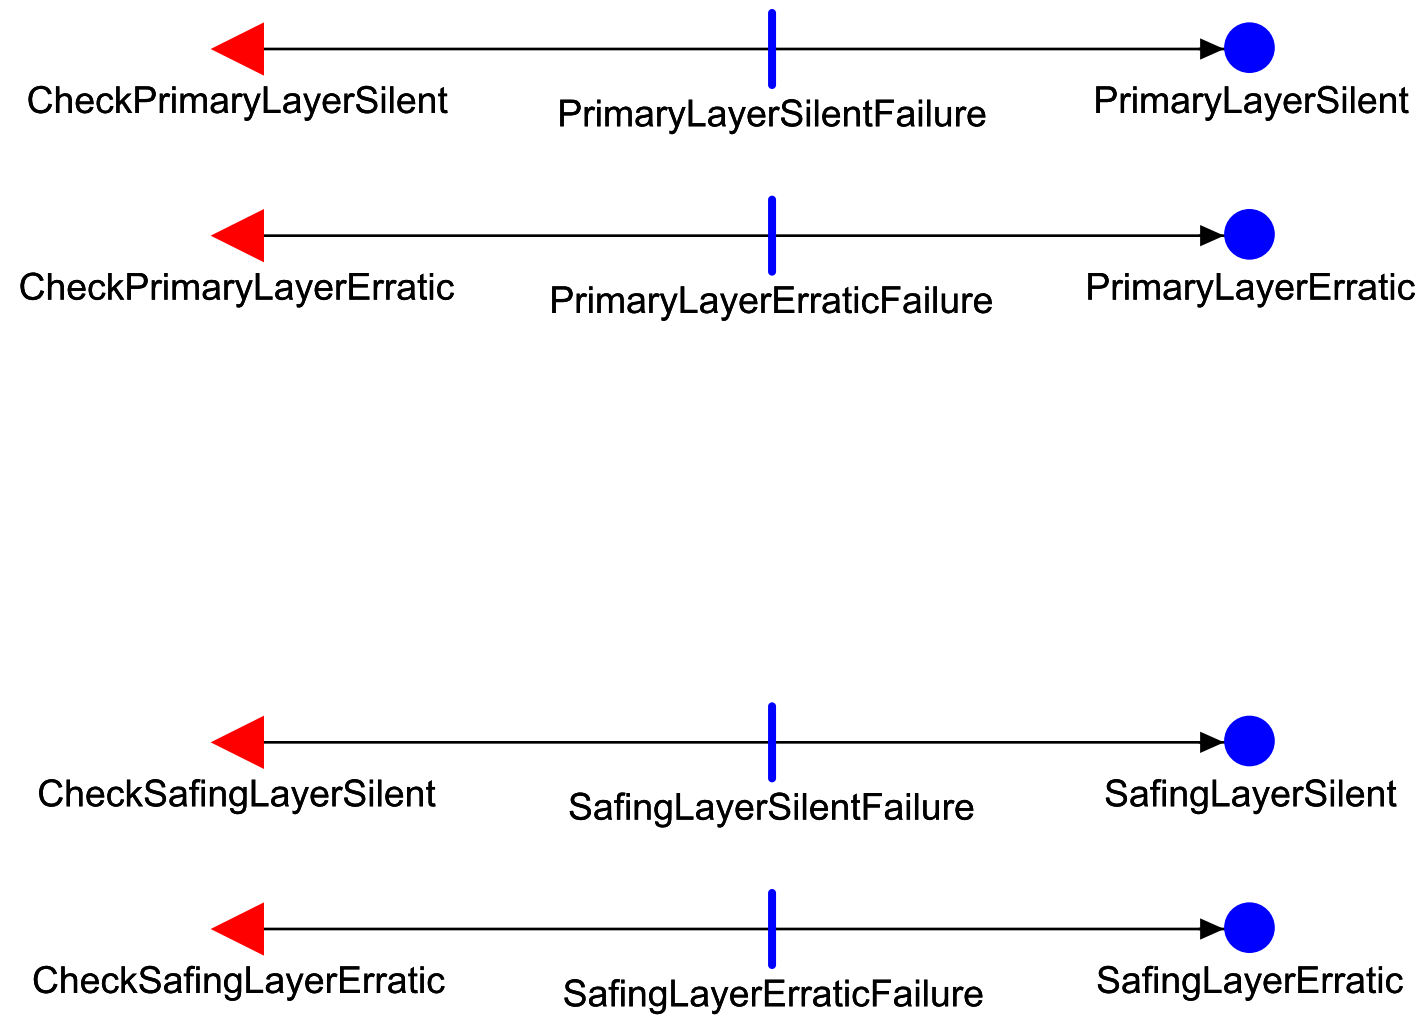 CheckPrimaryLayerSilent
PrimaryLayerSilentFailure
PrimaryLayerSilent
CheckPrimaryLayerErratic
PrimaryLayerErraticFailure
PrimaryLayerErratic
CheckSafingLayerSilent
SafingLayerSilentFailure
SafingLayerSilent
CheckSafingLayerErratic
SafingLayerErraticFailure
SafingLayerErratic